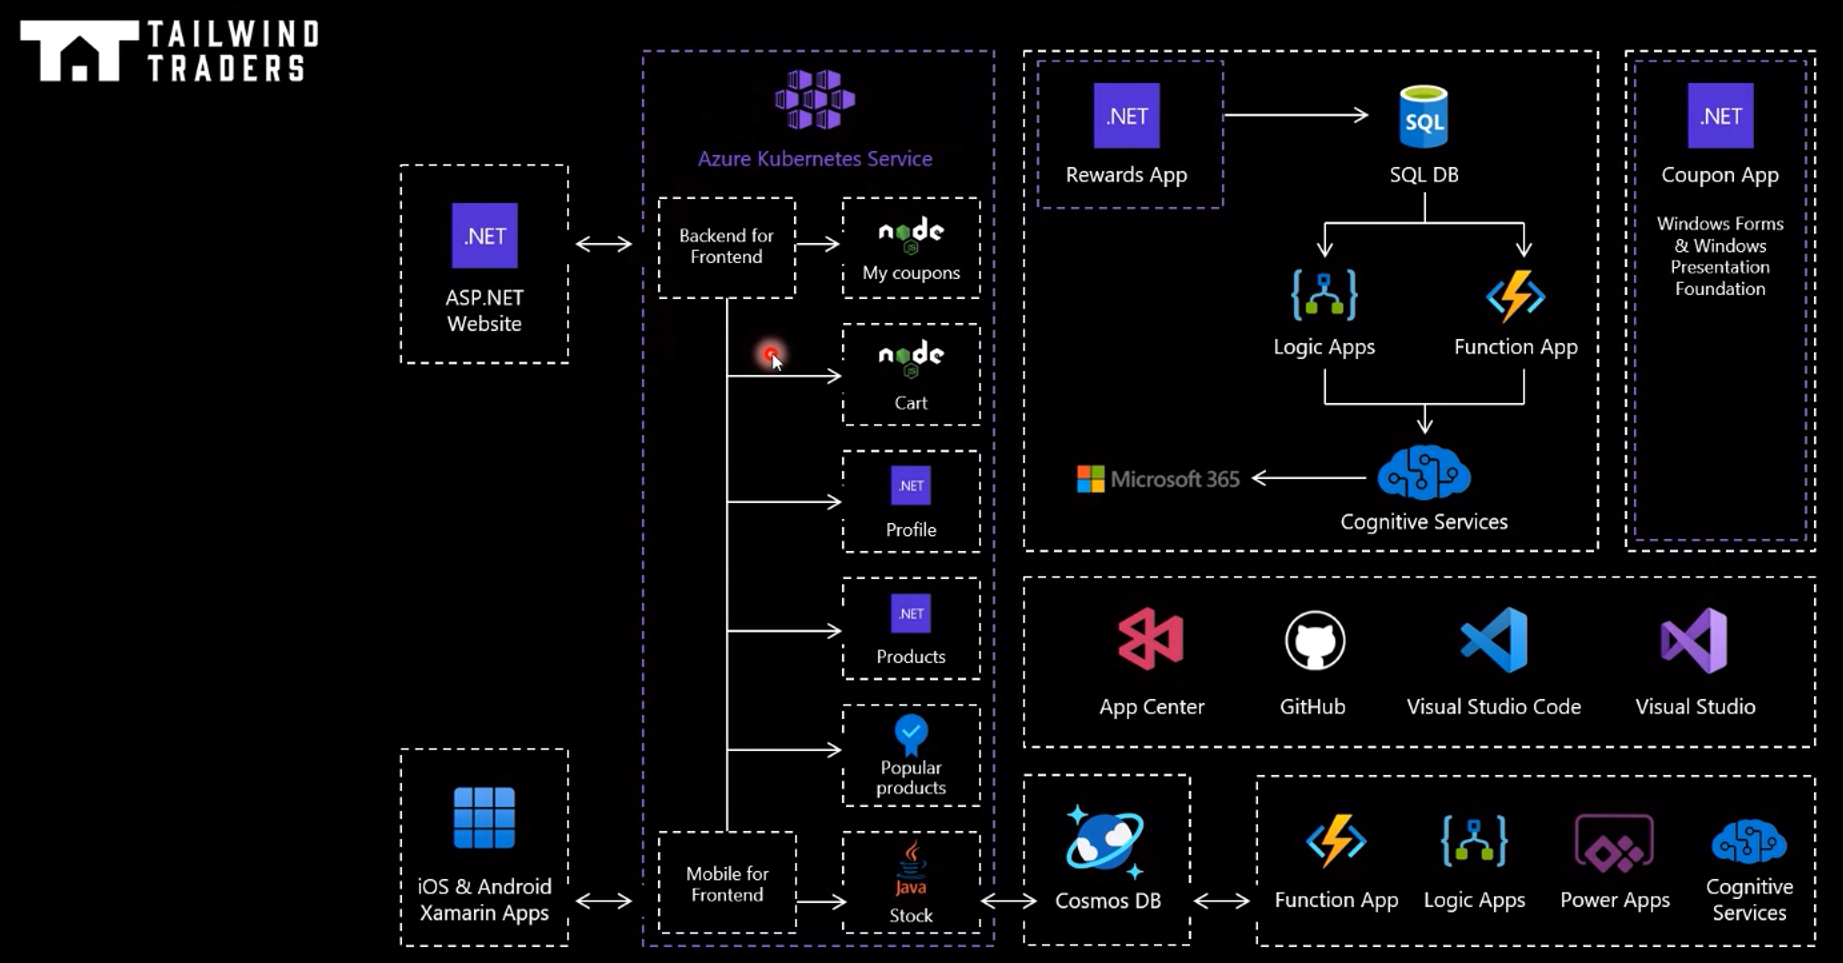 TAILWIND
TRADERS
.NET
ASP.NET
Website
iOS & Android
Xamarin Apps
Azure Kubernetes Service
Backend for
Frontend
node
JS
My coupons
node
JS
Cart
.NET
Profile
.NET
Products
Popular
products
Mobile for
Frontend
Java
Stock
.NET
Rewards App
SQL
SQL DB
Logic Apps
Function App
Microsoft 365
Cognitive Services
.NET
Coupon App
Windows Forms
& Windows
Presentation
Foundation
App Center
GitHub
Visual Studio Code
Visual Studio
Cosmos DB
Function App
Logic Apps
Power Apps
Cognitive
Services